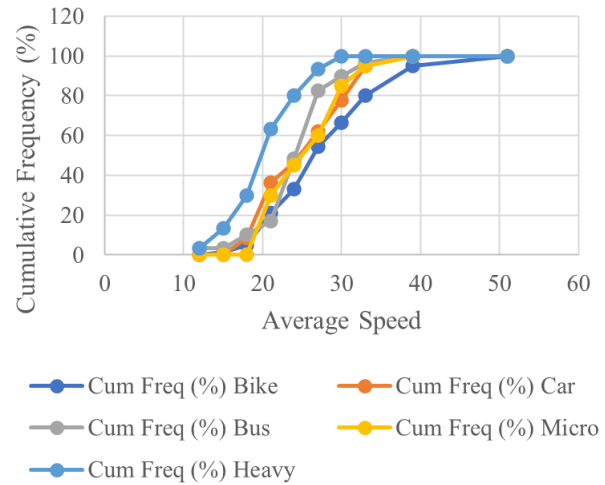 120
100
80
60
40
20
0
Cumulative Frequency (%)
0 10 20 30 40 50 60
Average Speed
Cum Freq (%) Bike Cum Freq (%) Car
Cum Freq (%) Bus Cum Freq (%) Micro
Cum Freq (%) Heavy